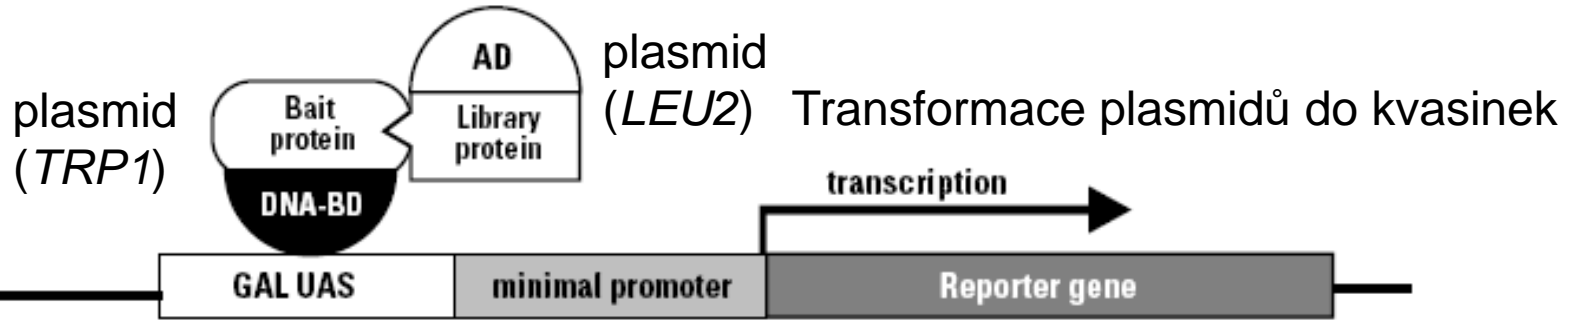 plasmid
(TRP1)
Bait
protein
DNA-BD
AD
Library
protein
plasmid
(LEU2) Transformace plasmidů do kvasinek
transcription
GAL UAS
minimal promoter
Reporter gene